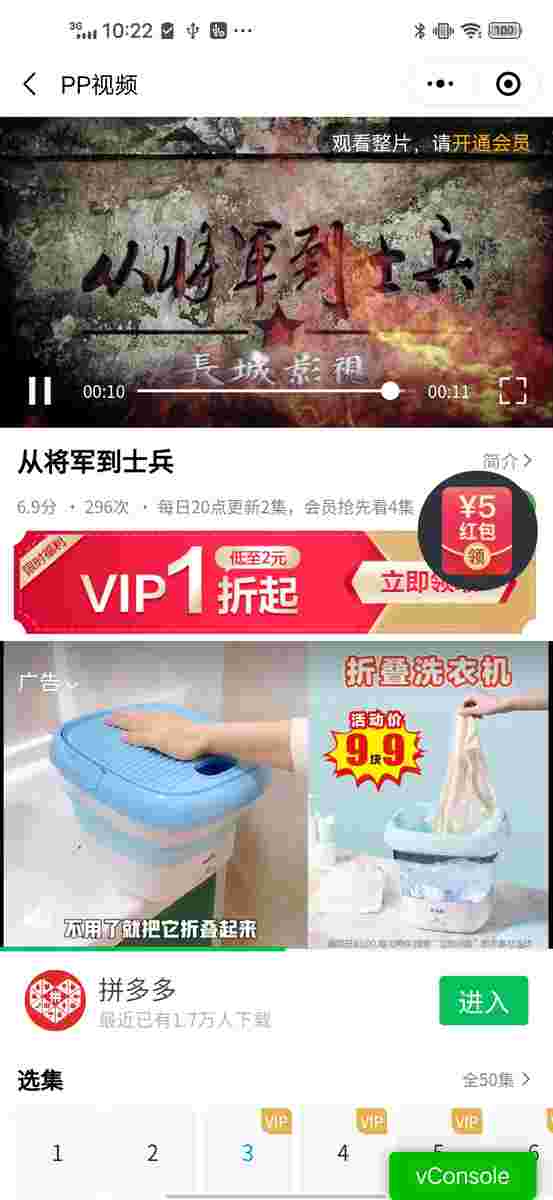 3G 10:22 100
PP视频
观看整片，请开通会员
从将军到士兵
長城影視
00:10
00:11
从将军到士兵
简介
6.9分 · 296次 · 每日20点更新2集，会员抢先看4集
¥5
红包
领
限时福利
VIP1折起
低至2元
立即领
广告
折叠洗衣机
活动价
9块9
不用了就把它折叠起来
拼多多
最近已有1.7万人下载
进入
选集
全50集
1
2
3
VIP
4
VIP
5
VIP
6
vConsole